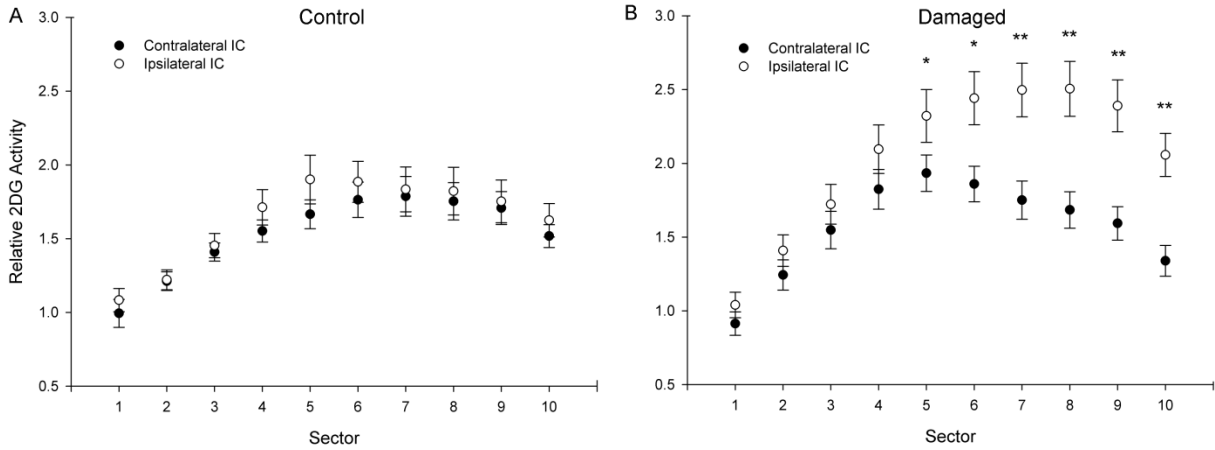 A
Control
3.0
2.5
2.0
1.5
1.0
0.5
Relative 2DG Activity
Contralateral IC
Ipsilateral IC
1 2 3 4 5 6 7 8 9 10
Sector
B
Damaged
3.0
2.5
2.0
1.5
1.0
0.5
Contralateral IC
Ipsilateral IC
* * ** ** ** **
1 2 3 4 5 6 7 8 9 10
Sector